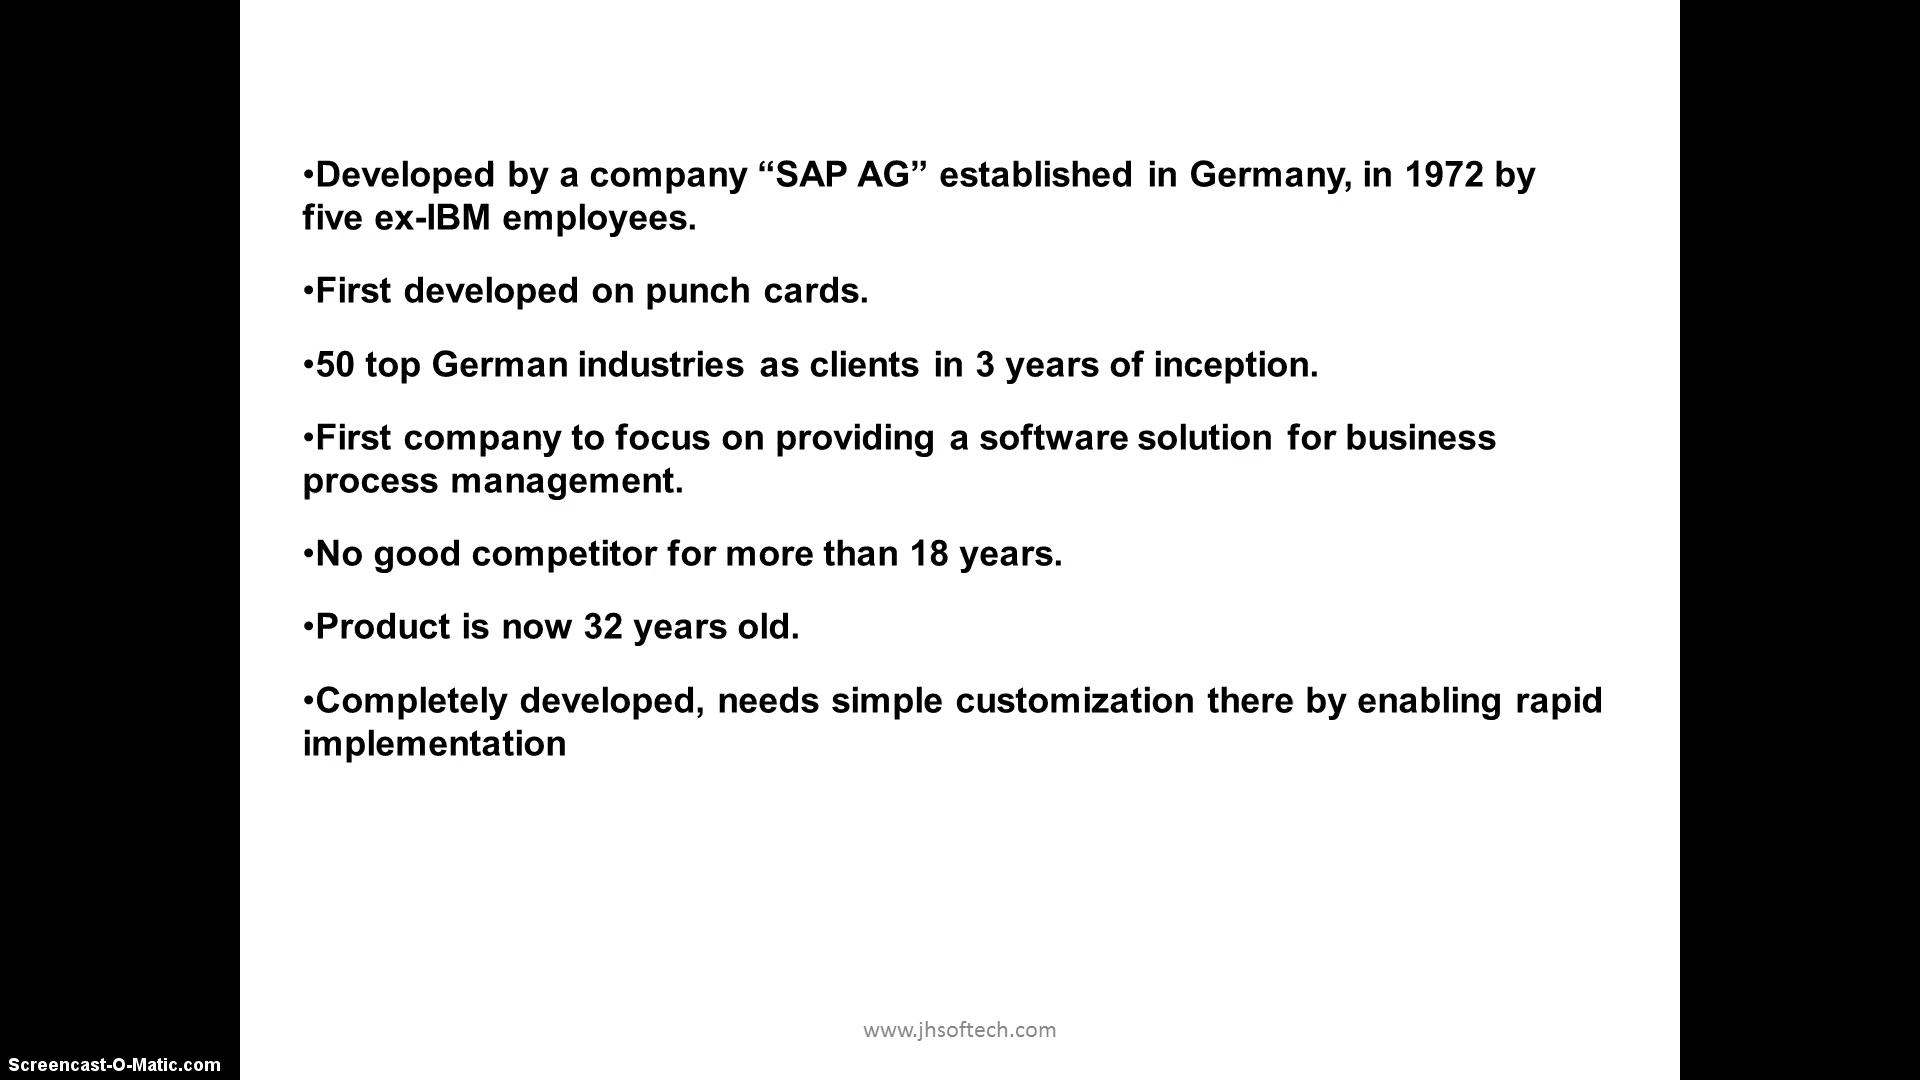 •Developed by a company “SAP AG” established in Germany, in 1972 by
five ex-IBM employees.
•First developed on punch cards.
•50 top German industries as clients in 3 years of inception.
•First company to focus on providing a software solution for business
process management.
•No good competitor for more than 18 years.
•Product is now 32 years old.
•Completely developed, needs simple customization there by enabling rapid
implementation
www.jhsoftech.com
Screencast-O-Matic.com